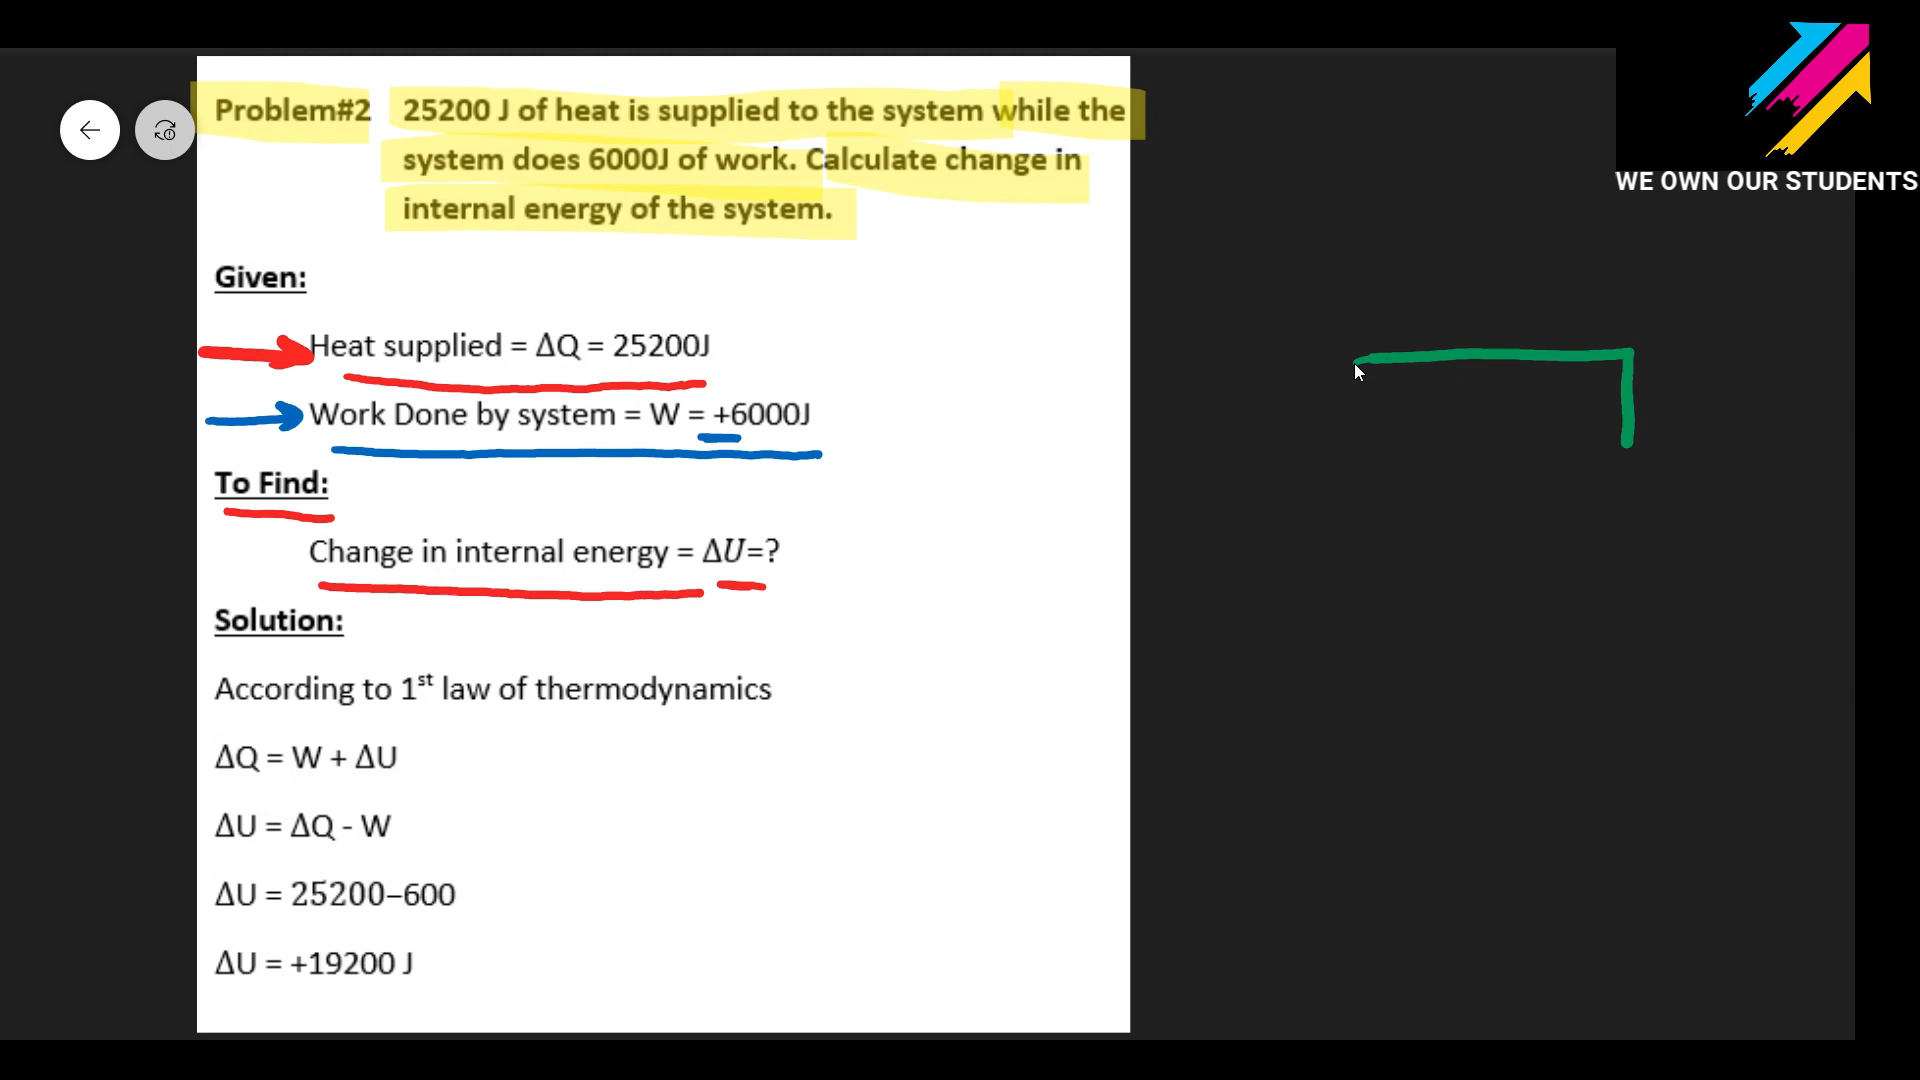 WE OWN OUR STUDENTS
Problem#2 25200 J of heat is supplied to the system while the
system does 6000J of work. Calculate change in
internal energy of the system.
Given:
Heat supplied = ΔQ = 25200J
Work Done by system = W = +6000J
To Find:
Change in internal energy = ΔU=?
Solution:
According to 1st law of thermodynamics
ΔQ = W + ΔU
ΔU = ΔQ - W
ΔU = 25200–600
ΔU = +19200 J